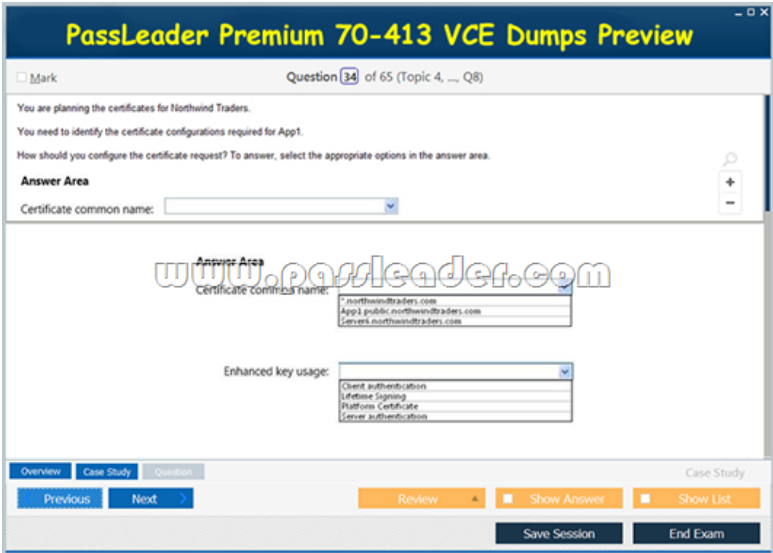 PassLeader Premium 70-413 VCE Dumps Preview
Mark
Question 34 of 65 (Topic 4, ..., Q8)
You are planning the certificates for Northwind Traders.
You need to identify the certificate configurations required for App1.
How should you configure the certificate request? To answer, select the appropriate options in the answer area.
Answer Area
Certificate common name:
Answer Area
www.passleader.com
Certificate common name:
*.northwindtraders.com
App1.public.northwindtraders.com
Server6.northwindtraders.com
Enhanced key usage:
Client authentication
Lifetime Signing
Platform Certificate
Server authentication
Overview Case Study Question Case Study
Previous Next Review Show Answer Show List
Save Session End Exam